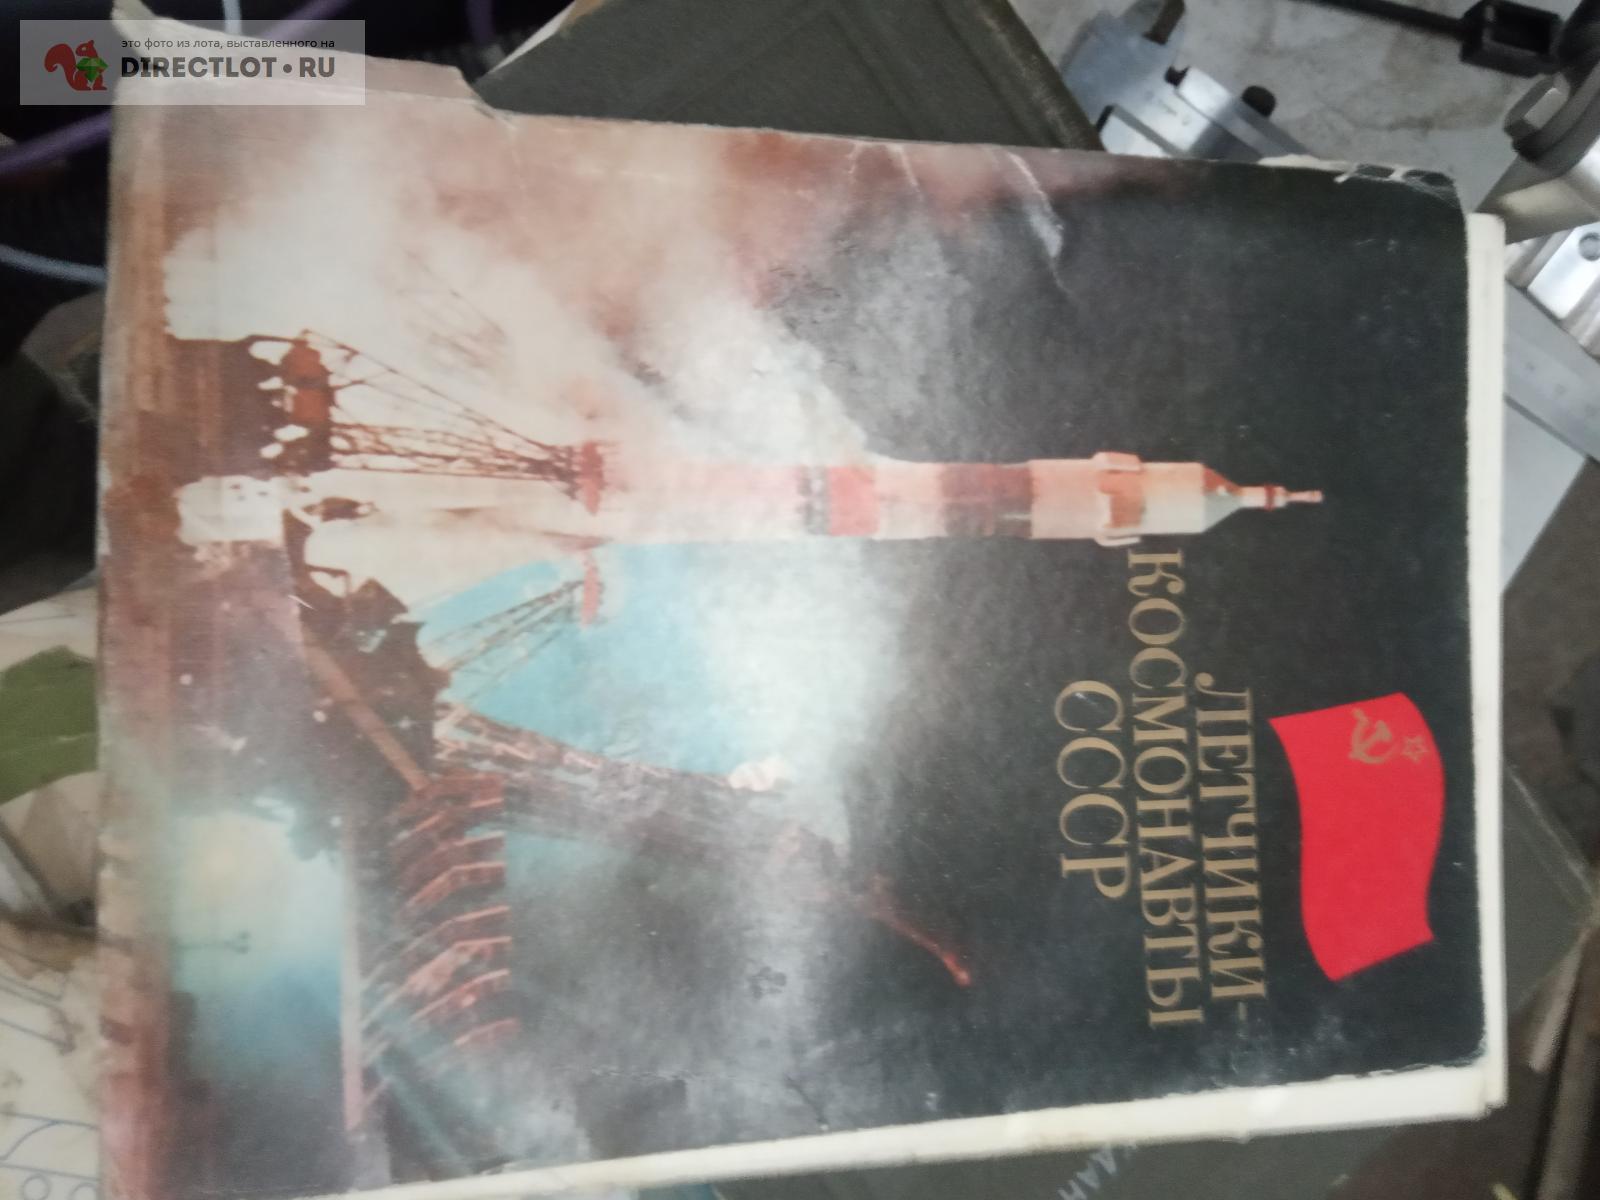 это фото из лота, выставленного на
DIRECTLOT•RU
ЛЕТЧИКИ-
КОСМОНАВТЫ
СССР